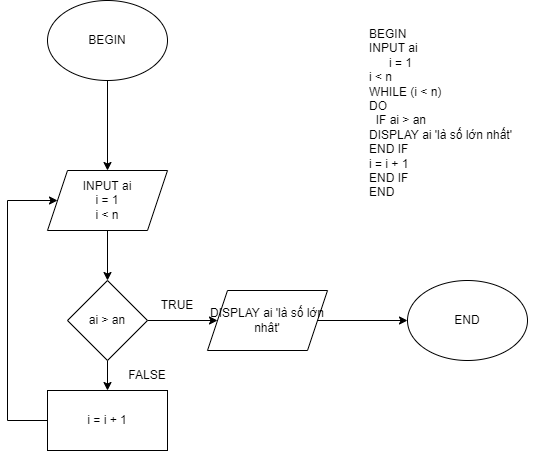 BEGIN
INPUT ai
i = 1
i < n
ai > an
TRUE
DISPLAY ai 'là số lớn
nhât'
END
FALSE
i = i + 1
BEGIN
INPUT ai
i = 1
i < n
WHILE (i < n)
DO
IF ai > an
DISPLAY ai 'là số lớn nhất'
END IF
i = i + 1
END IF
END